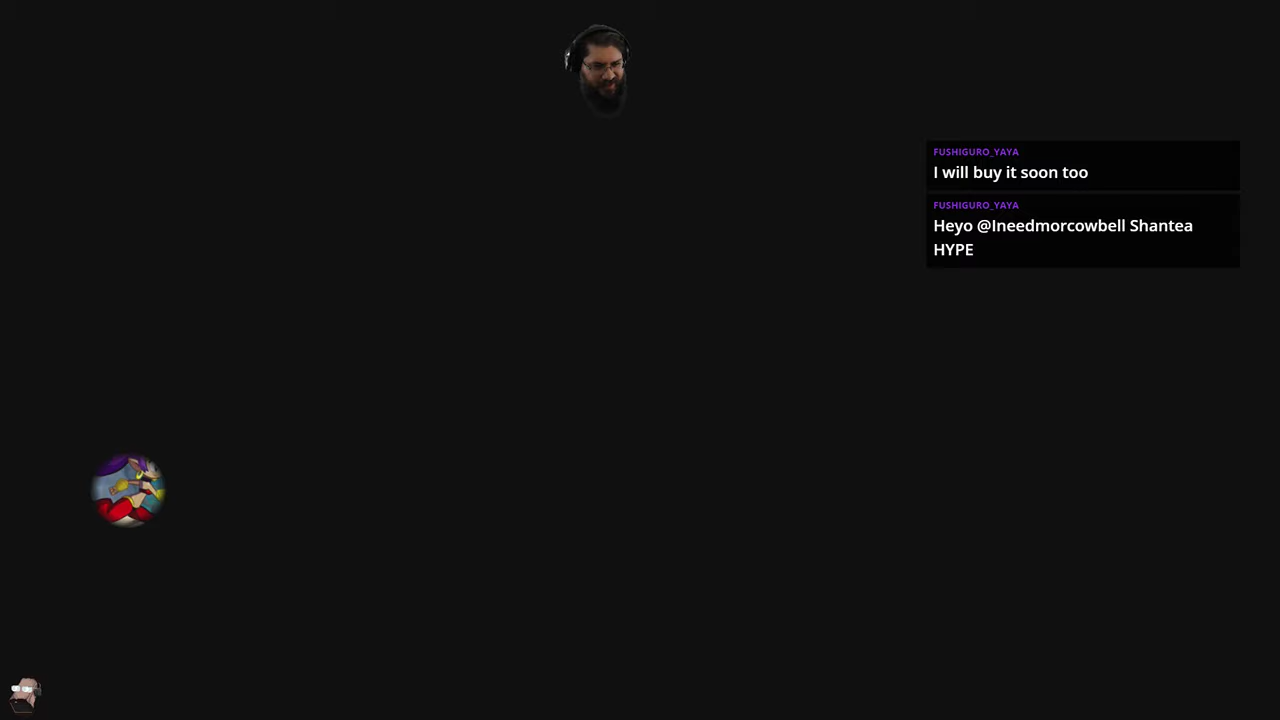 FUSHIGURO_YAYA
I will buy it soon too
FUSHIGURO_YAYA
Heyo @Ineedmorcowbell Shantea
HYPE